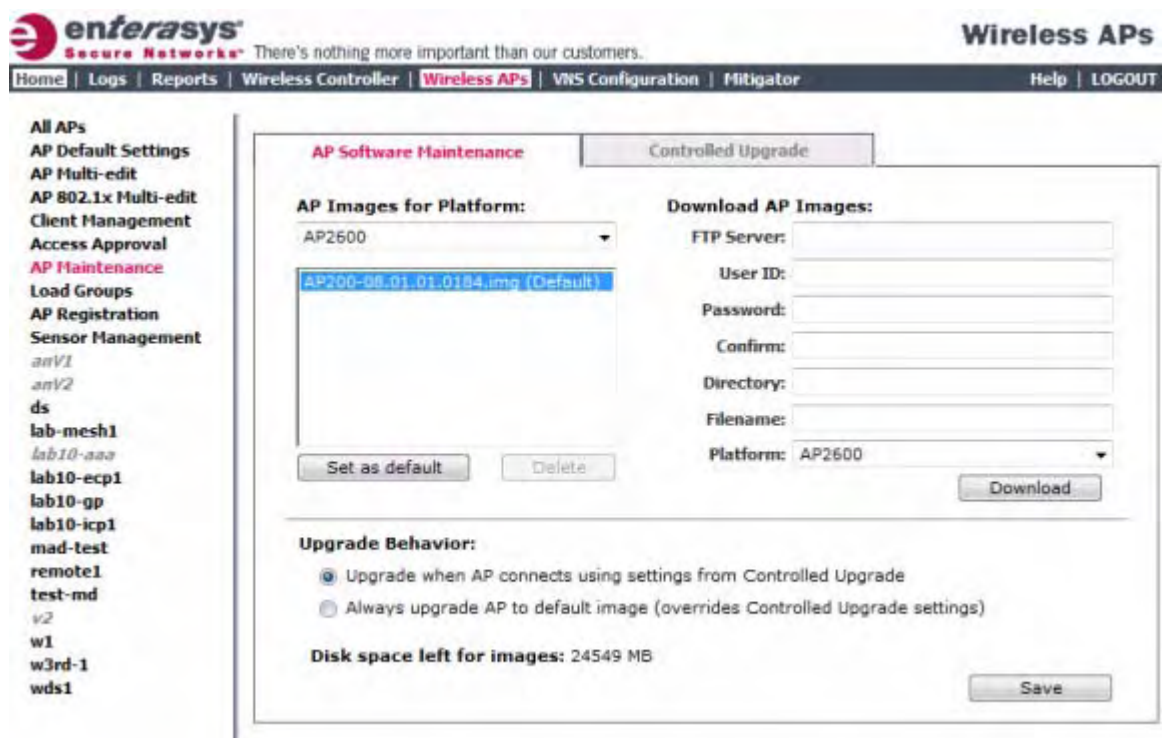 enterasys
Secure Networks
There's nothing more important than our customers.
Wireless APs
Home | Logs | Reports | Wireless Controller | Wireless APs | VNS Configuration | Mitigator
Help | LOGOUT
All APs
AP Default Settings
AP Multi-edit
AP 802.1x Multi-edit
Client Management
Access Approval
AP Maintenance
Load Groups
AP Registration
Sensor Management
anV1
anV2
ds
lab-mesh1
lab10-aaa
lab10-ecp1
lab10-gp
lab10-icp1
mad-test
remote1
test-md
v2
w1
w3rd-1
wds1
AP Software Maintenance
Controlled Upgrade
AP Images for Platform:
AP2600
AP200-08.01.01.0184.img (Default)
Set as default
Delete
Download AP Images:
FTP Server:
User ID:
Password:
Confirm:
Directory:
Filename:
Platform: AP2600
Download
Upgrade Behavior:
Upgrade when AP connects using settings from Controlled Upgrade
Always upgrade AP to default image (overrides Controlled Upgrade settings)
Disk space left for images: 24549 MB
Save